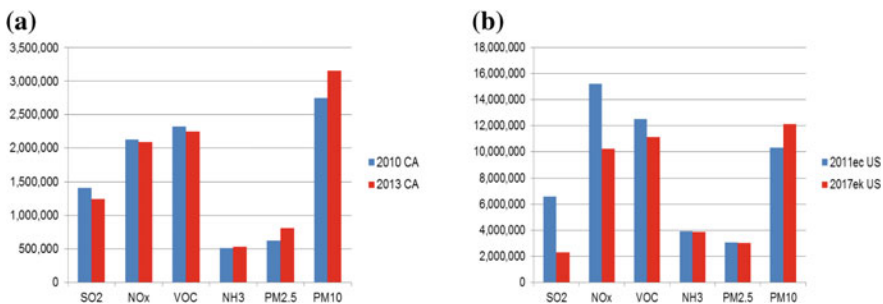 (a)
3,500,000
3,000,000
2,500,000
2,000,000
1,500,000
1,000,000
500,000
0
SO2 NOx VOC NH3 PM2.5 PM10
2010 CA
2013 CA
(b)
18,000,000
16,000,000
14,000,000
12,000,000
10,000,000
8,000,000
6,000,000
4,000,000
2,000,000
0
SO2 NOx VOC NH3 PM2.5 PM10
2011ec US
2017ek US